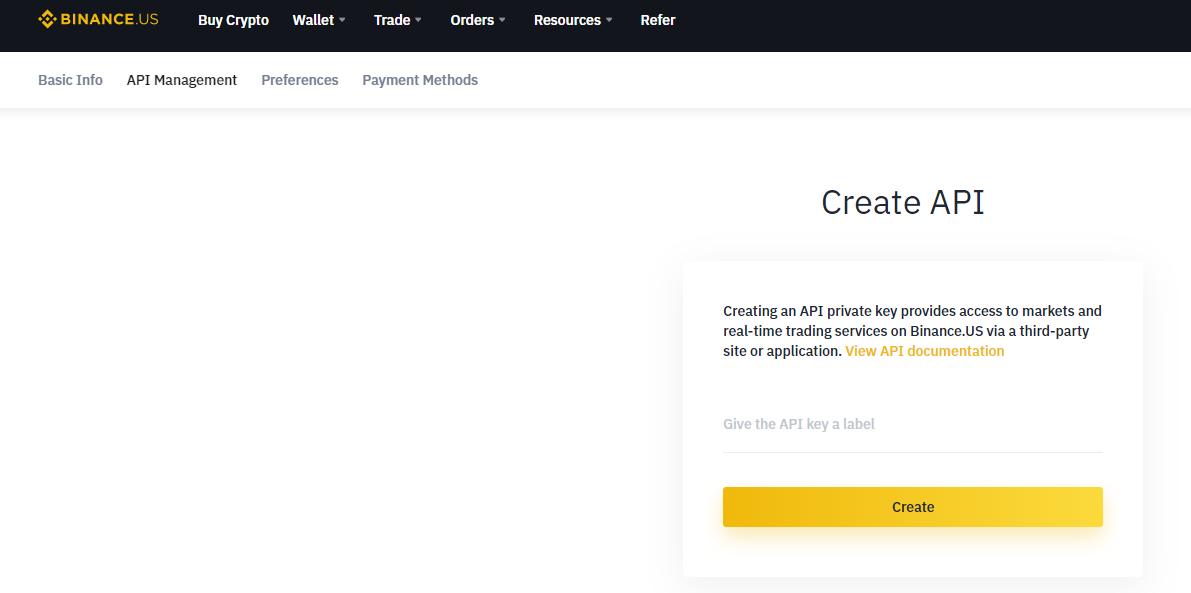 BINANCE.US Buy Crypto Wallet Trade Orders Resources Refer
Basic Info API Management Preferences Payment Methods
Create API
Creating an API private key provides access to markets and
real-time trading services on Binance.US via a third-party
site or application. View API documentation
Give the API key a label
Create